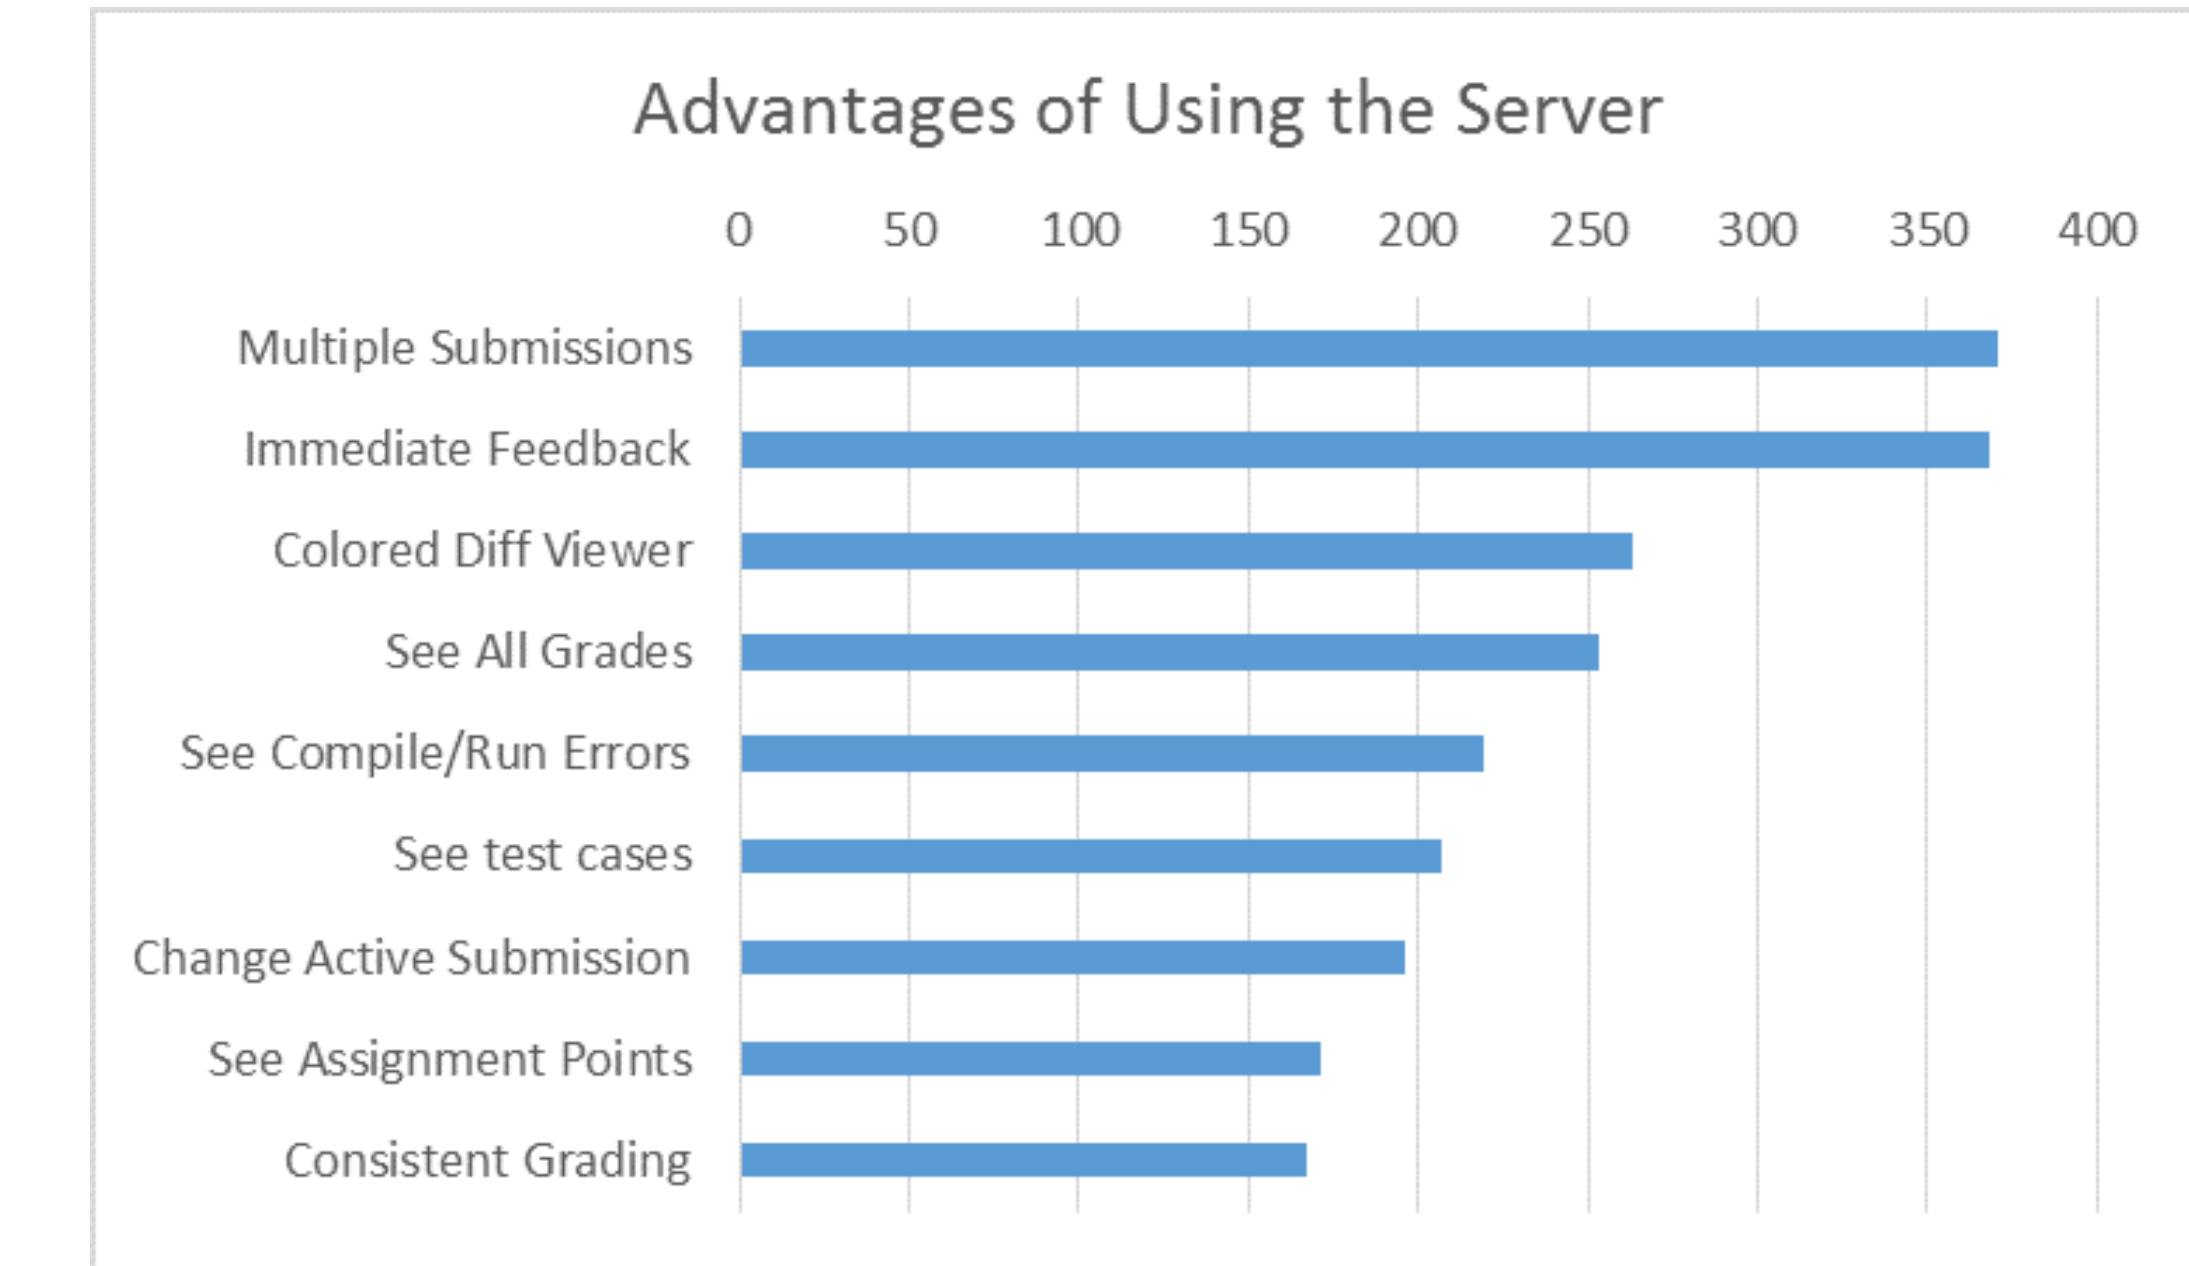 Advantages of Using the Server
0 50 100 150 200 250 300 350 400
Multiple Submissions
Immediate Feedback
Colored Diff Viewer
See All Grades
See Compile/Run Errors
See test cases
Change Active Submission
See Assignment Points
Consistent Grading